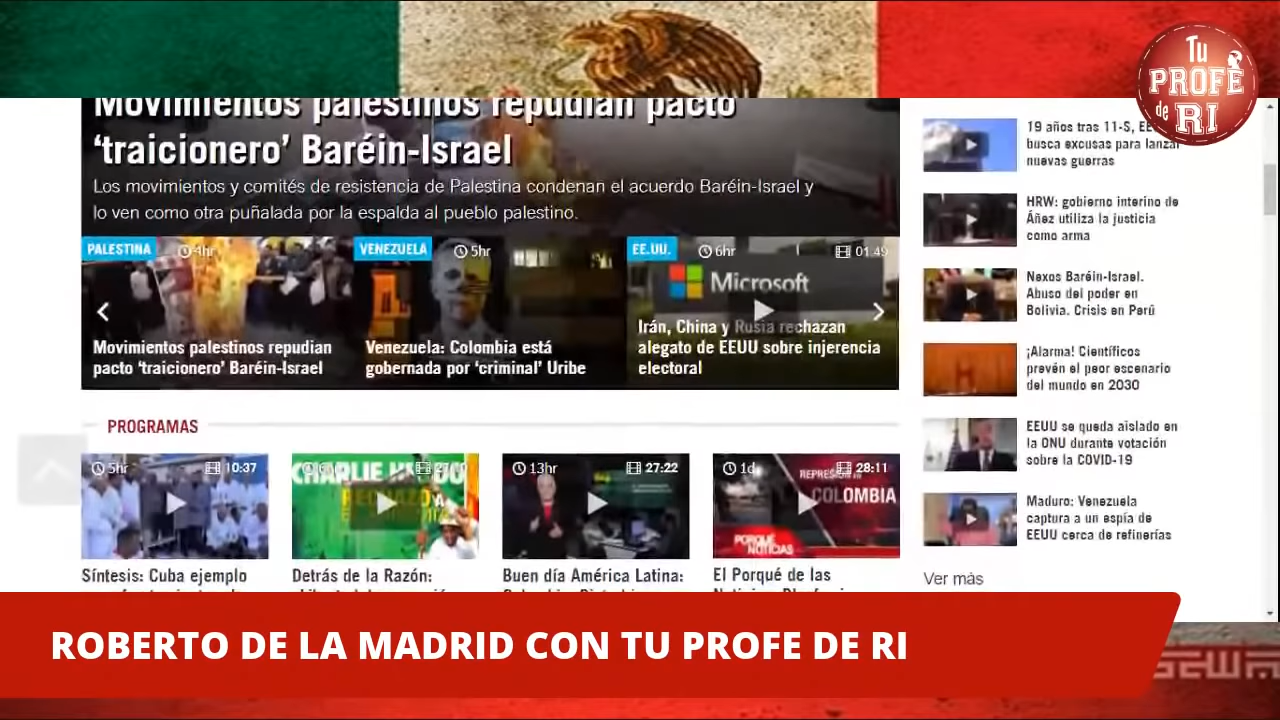 Tu
PROFE
de RI
Movimientos palestinos repudian pacto
‘traicionero’ Baréin-Israel
Los movimientos y comités de resistencia de Palestina condenan el acuerdo Baréin-Israel y
lo ven como otra puñalada por la espalda al pueblo palestino.
PALESTINA
4hr
Movimientos palestinos repudian
pacto ‘traicionero’ Baréin-Israel
VENEZUELA
5hr
Venezuela: Colombia está
gobernada por ‘criminal’ Uribe
EE.UU.
6hr
01:49
Microsoft
Irán, China y Rusia rechazan
alegato de EEUU sobre injerencia
electoral
19 años tras 11-S,
busca excusas para lanzar
nuevas guerras
HRW: gobierno interino de
Áñez utiliza la justicia
como arma
Nexos Baréin-Israel.
Abuso del poder en
Bolivia. Crisis en Perú
¡Alarma! Científicos
prevén el peor escenario
del mundo en 2030
EEUU se queda aislado en
la ONU durante votación
sobre la COVID-19
Maduro: Venezuela
captura a un espía de
EEUU cerca de refinerías
Ver más
PROGRAMAS
5hr
10:37
Síntesis: Cuba ejemplo
CHARLIE
Detrás de la Razón:
13hr
27:22
Buen día América Latina:
1d
28:11
COLOMBIA
PORQUÉ
NOTICIAS
El Porqué de las
ROBERTO DE LA MADRID CON TU PROFE DE RI